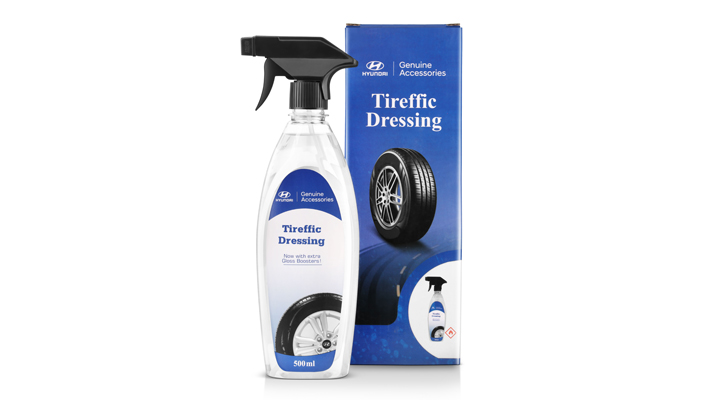 HYUNDAI
Genuine
Accessories
Tireffic
Dressing
HYUNDAI
Genuine
Accessories
Tireffic
Dressing
Now with extra
Gloss Boosters!
500ml